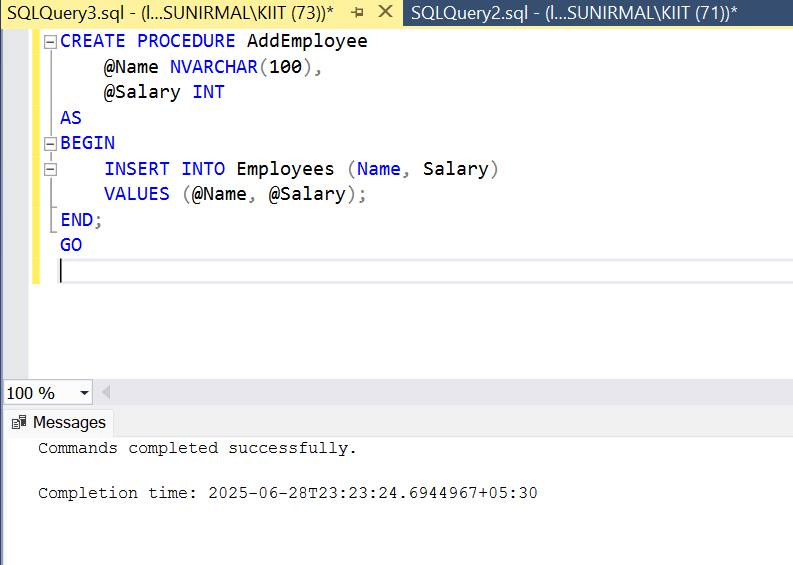 SQLQuery3.sql - (l...SUNIRMAL\KIIT (73))* SQLQuery2.sql - (l...SUNIRMAL\KIIT (71))*
CREATE PROCEDURE AddEmployee
@Name NVARCHAR(100),
@Salary INT
AS
BEGIN
INSERT INTO Employees (Name, Salary)
VALUES (@Name, @Salary);
END;
GO
100 %
Messages
Commands completed successfully.
Completion time: 2025-06-28T23:23:24.6944967+05:30